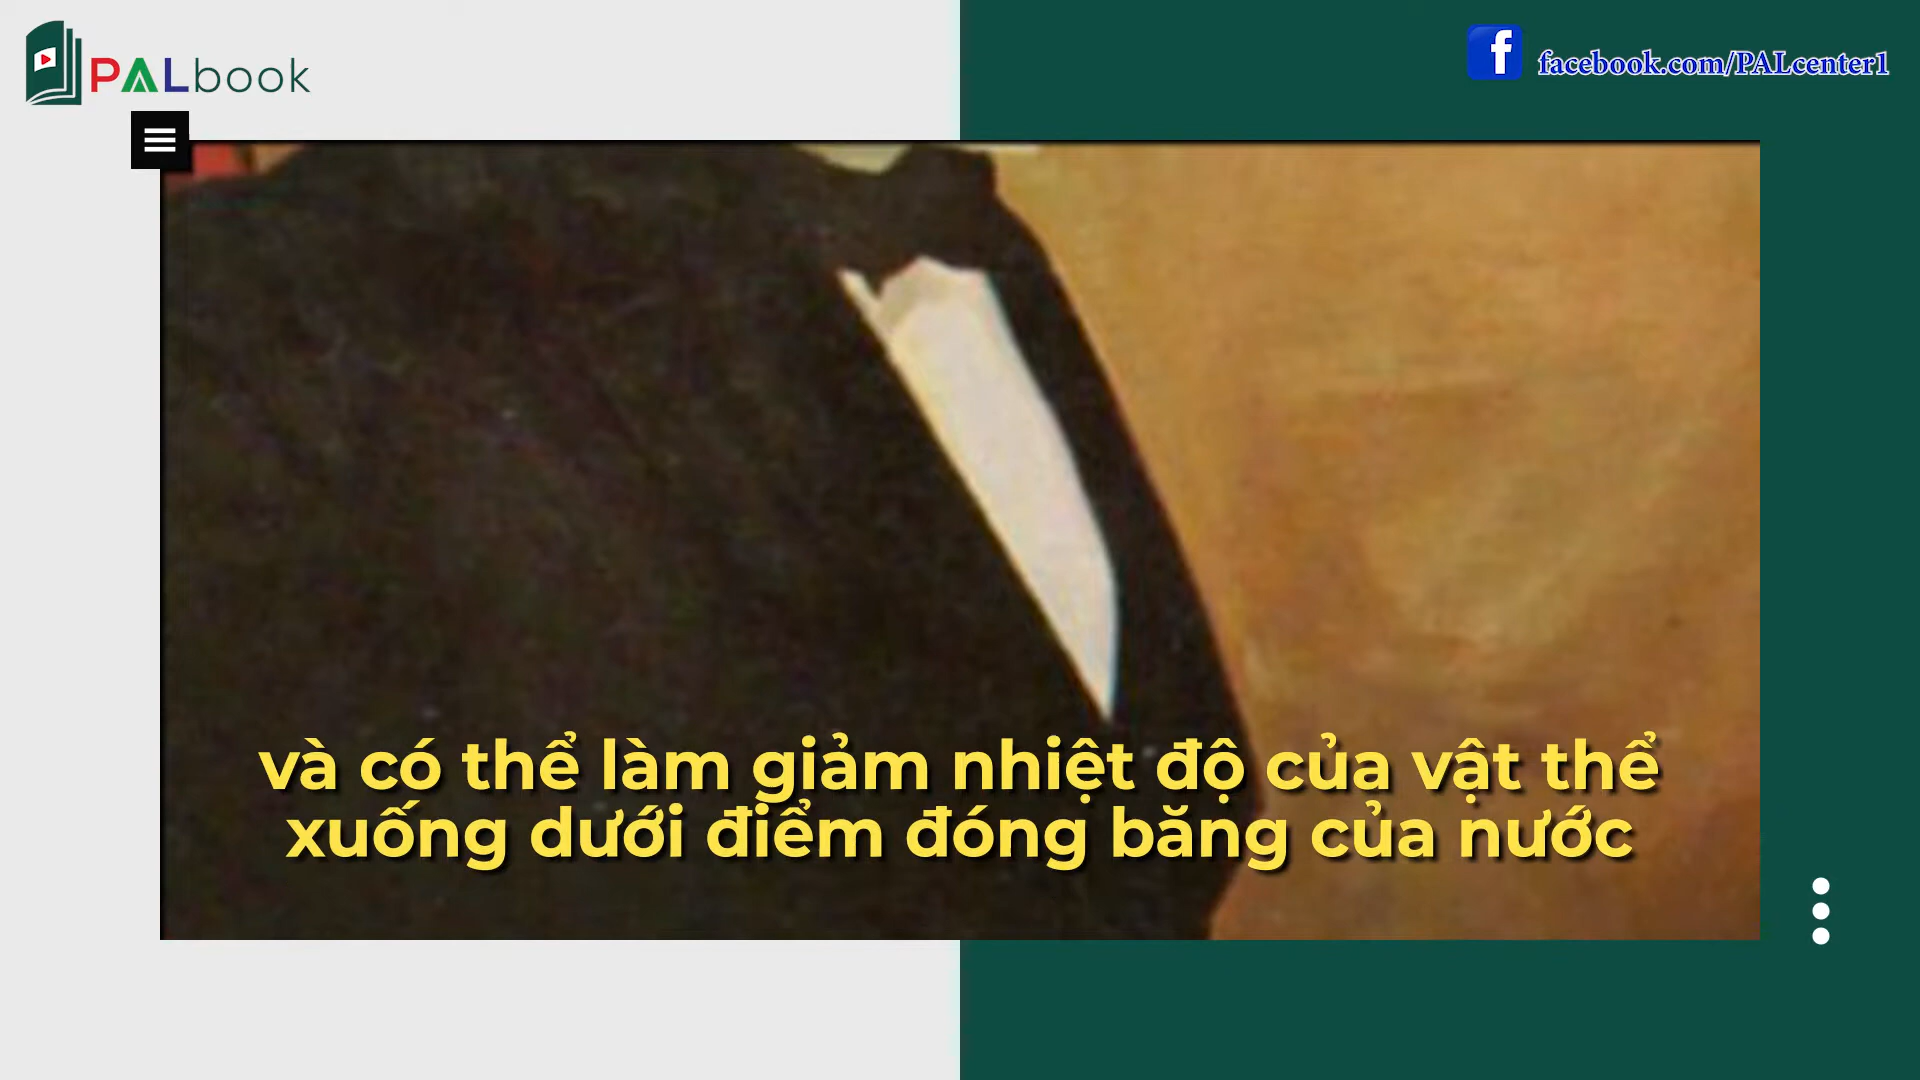 PALbook
facebook.com/PALcenter1
và có thể làm giảm nhiệt độ của vật thể
xuống dưới điểm đóng băng của nước